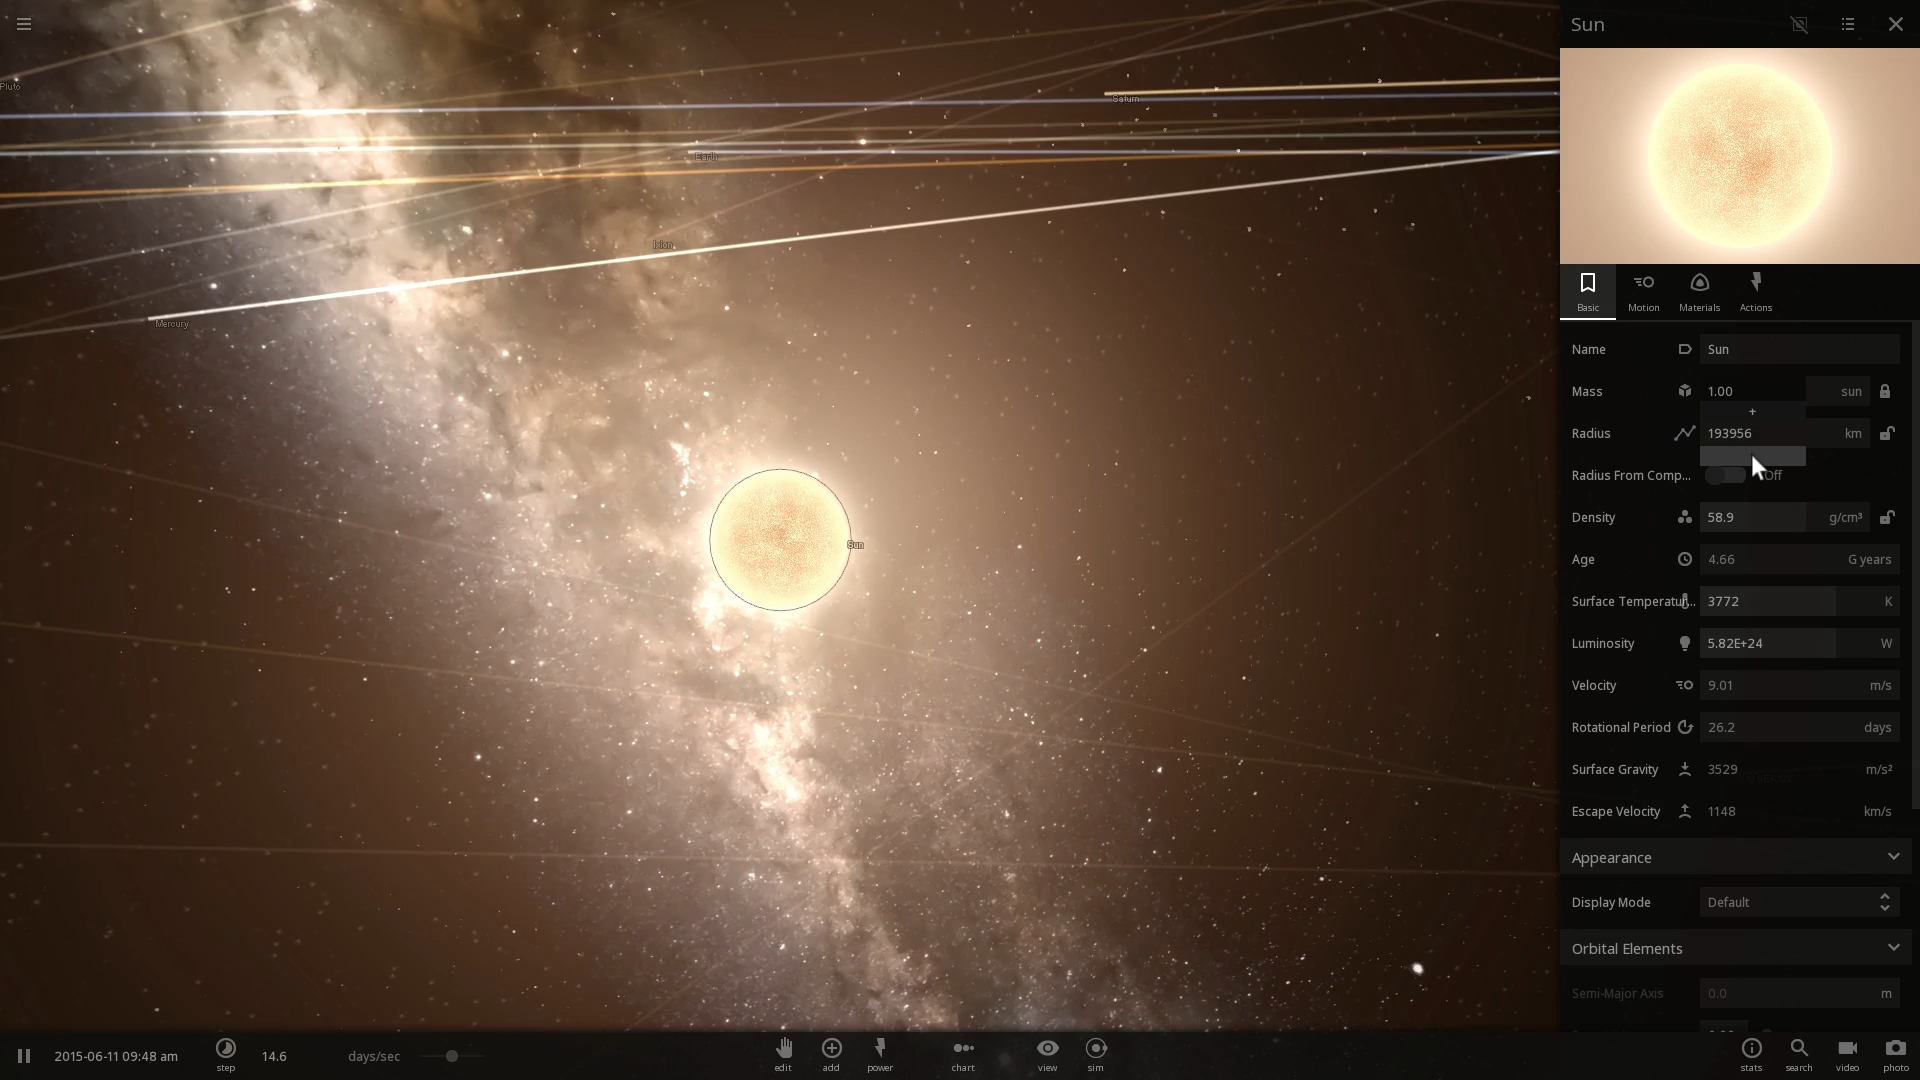 Sun
Pluto
Saturn
Earth
Ixion
Mercury
Sun
Basic
Motion
Materials
Actions
Name Sun
Mass 1.00 sun
+
Radius 193956 km
Radius From Comp... Off
Density 58.9 g/cm³
Age 4.66 G years
Surface Temperatur... 3772 K
Luminosity 5.82E+24 W
Velocity 9.01 m/s
Rotational Period 26.2 days
Surface Gravity 3529 m/s²
Escape Velocity 1148 km/s
Appearance
Display Mode Default
Orbital Elements
Semi-Major Axis 0.0 m
2015-06-11 09:48 am
step
14.6 days/sec
edit
add
power
chart
view
sim
stats
search
video
photo